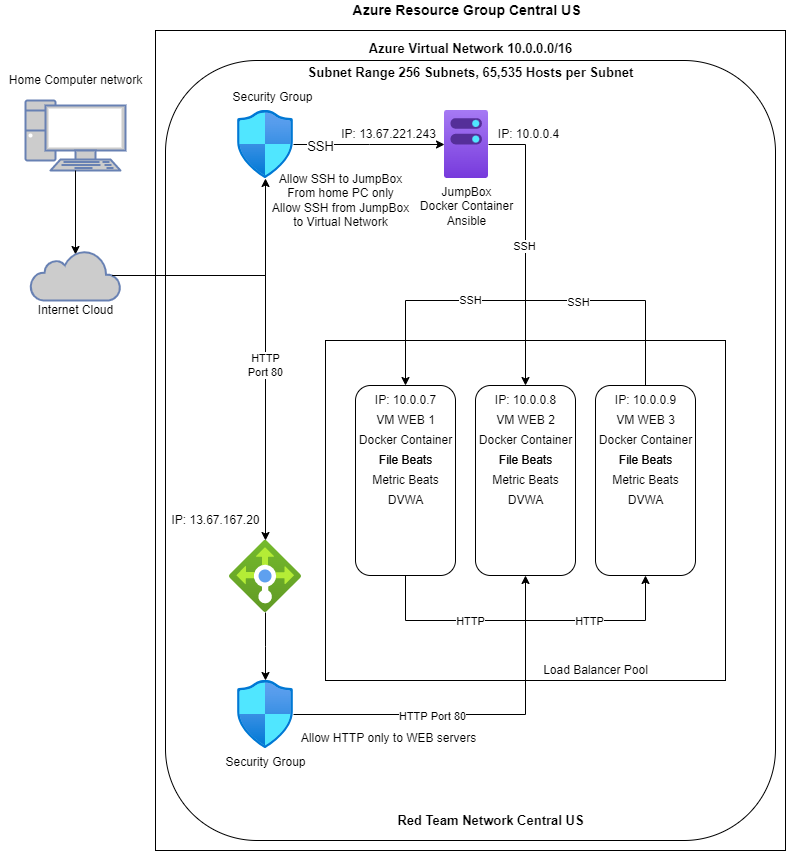 Azure Resource Group Central US
Azure Virtual Network 10.0.0.0/16
Subnet Range 256 Subnets, 65,535 Hosts per Subnet
Home Computer network
Security Group
SSH
IP: 13.67.221.243
IP: 10.0.0.4
Allow SSH to JumpBox
From home PC only
Allow SSH from JumpBox
to Virtual Network
JumpBox
Docker Container
Ansible
Internet Cloud
SSH
SSH
SSH
HTTP
Port 80
IP: 10.0.0.7
VM WEB 1
Docker Container
File Beats
Metric Beats
DVWA
IP: 10.0.0.8
VM WEB 2
Docker Container
File Beats
Metric Beats
DVWA
IP: 10.0.0.9
VM WEB 3
Docker Container
File Beats
Metric Beats
DVWA
IP: 13.67.167.20
HTTP
HTTP
Load Balancer Pool
HTTP Port 80
Allow HTTP only to WEB servers
Security Group
Red Team Network Central US